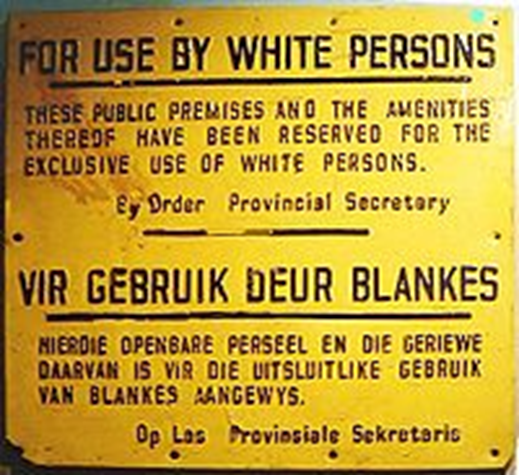 FOR USE BY WHITE PERSONS
THESE PUBLIC PREMISES AND THE AMENITIES
THEREOF HAVE BEEN RESERVED FOR THE
EXCLUSIVE USE OF WHITE PERSONS.
By Order Provincial Secretary
VIR GEBRUIK DEUR BLANKES
HIERDIE OPENBARE PERSEEL EN DIE GERIEWE
DAARVAN IS VIR DIE UITSLUITLIKE GEBRUIK
VAN BLANKES AANGEWYS.
Op Las Provinsiale Sekretaris